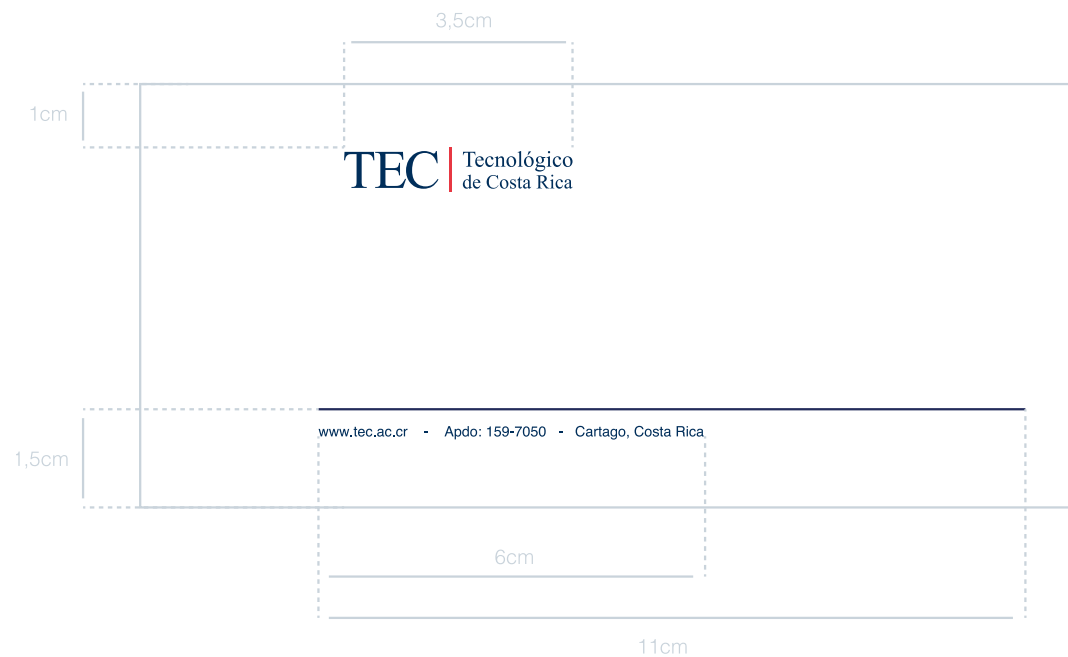 3,5cm
1cm
TEC
Tecnológico
de Costa Rica
www.tec.ac.cr - Apdo: 159-7050 - Cartago, Costa Rica
1,5cm
6cm
11cm